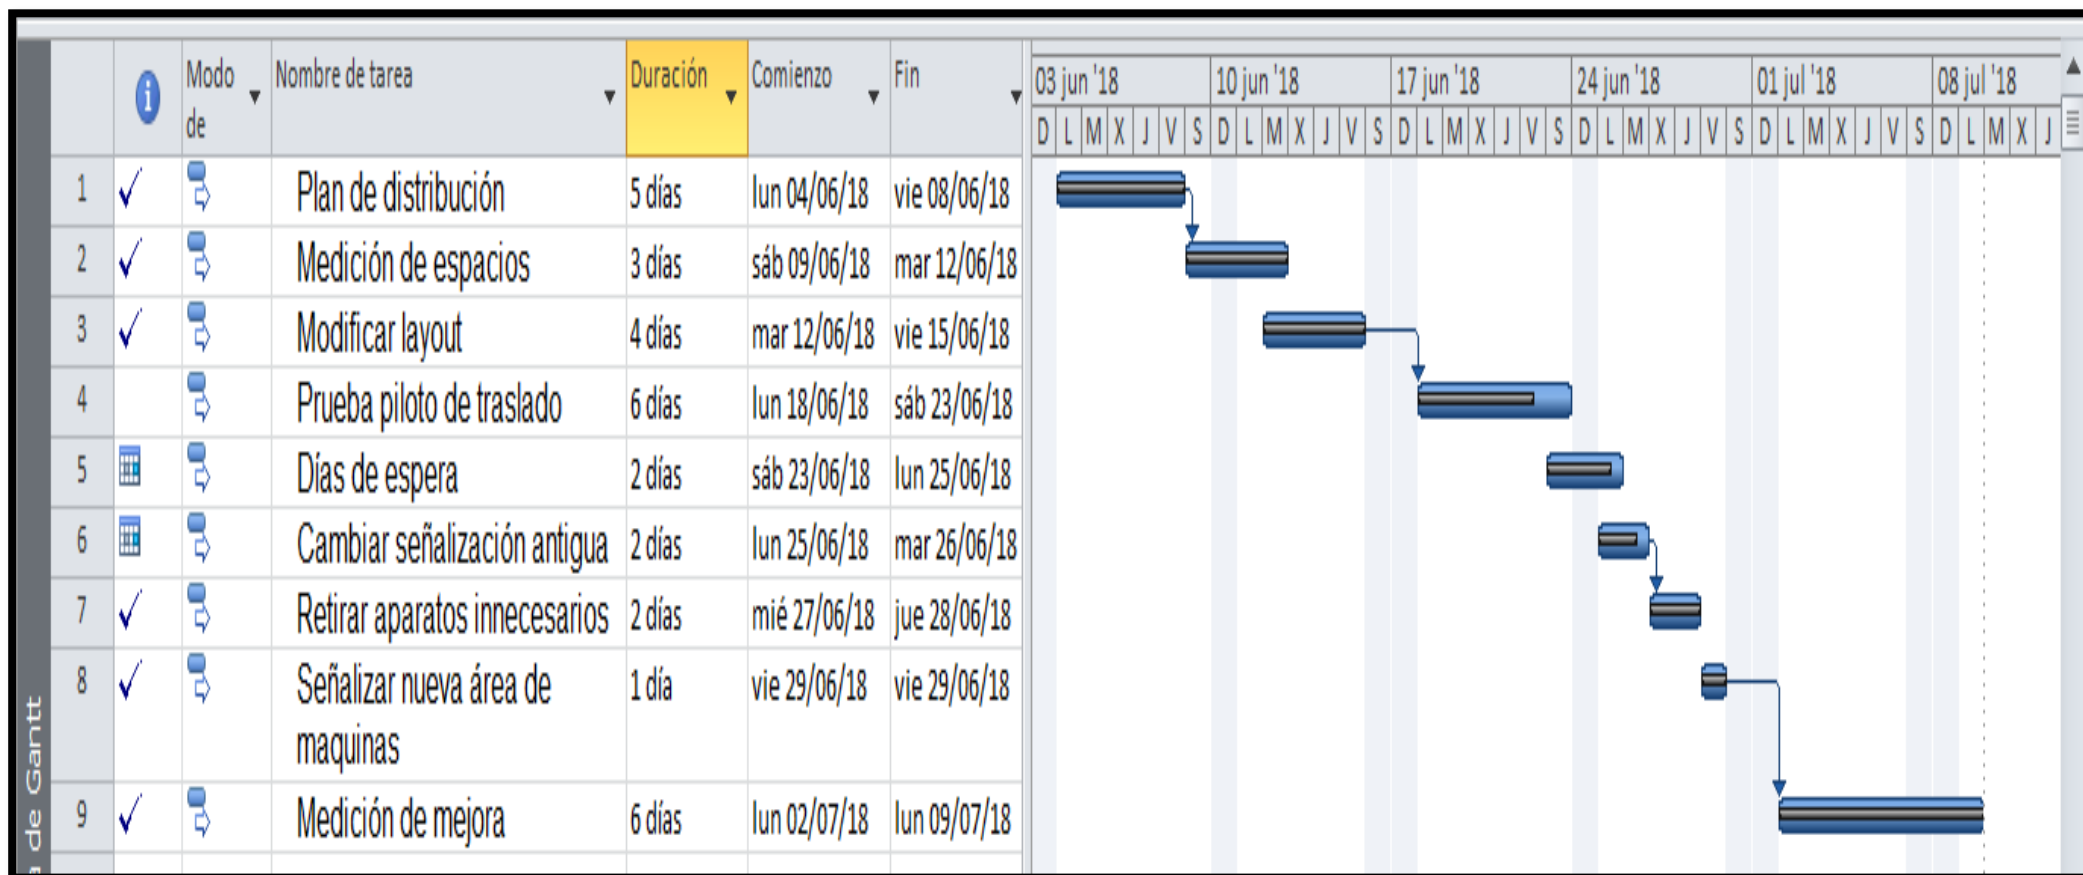 Modo de
Nombre de tarea
Duración
Comienzo
Fin
03 jun '18
10 jun '18
17 jun '18
24 jun '18
01 jul '18
08 jul '18
D L M X J V S D L M X J V S D L M X J V S D L M X J V S D L M X J V S D L M X J
1 Plan de distribución 5 días lun 04/06/18 vie 08/06/18
2 Medición de espacios 3 días sáb 09/06/18 mar 12/06/18
3 Modificar layout 4 días mar 12/06/18 vie 15/06/18
4 Prueba piloto de traslado 6 días lun 18/06/18 sáb 23/06/18
5 Días de espera 2 días sáb 23/06/18 lun 25/06/18
6 Cambiar señalización antigua 2 días lun 25/06/18 mar 26/06/18
7 Retirar aparatos innecesarios 2 días mié 27/06/18 jue 28/06/18
8 Señalizar nueva área de 1 día vie 29/06/18 vie 29/06/18
maquinas
9 Medición de mejora 6 días lun 02/07/18 lun 09/07/18
de Gantt